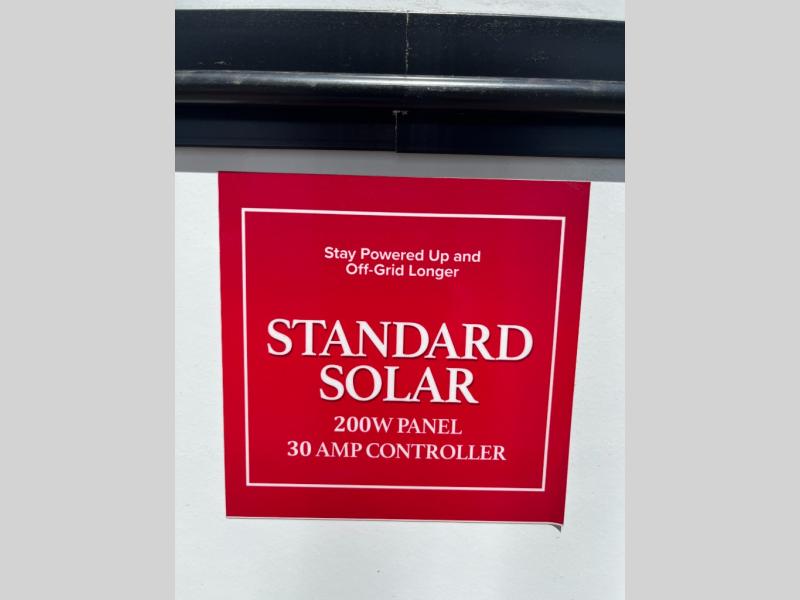 Stay Powered Up and
Off-Grid Longer
STANDARD
SOLAR
200W PANEL
30 AMP CONTROLLER